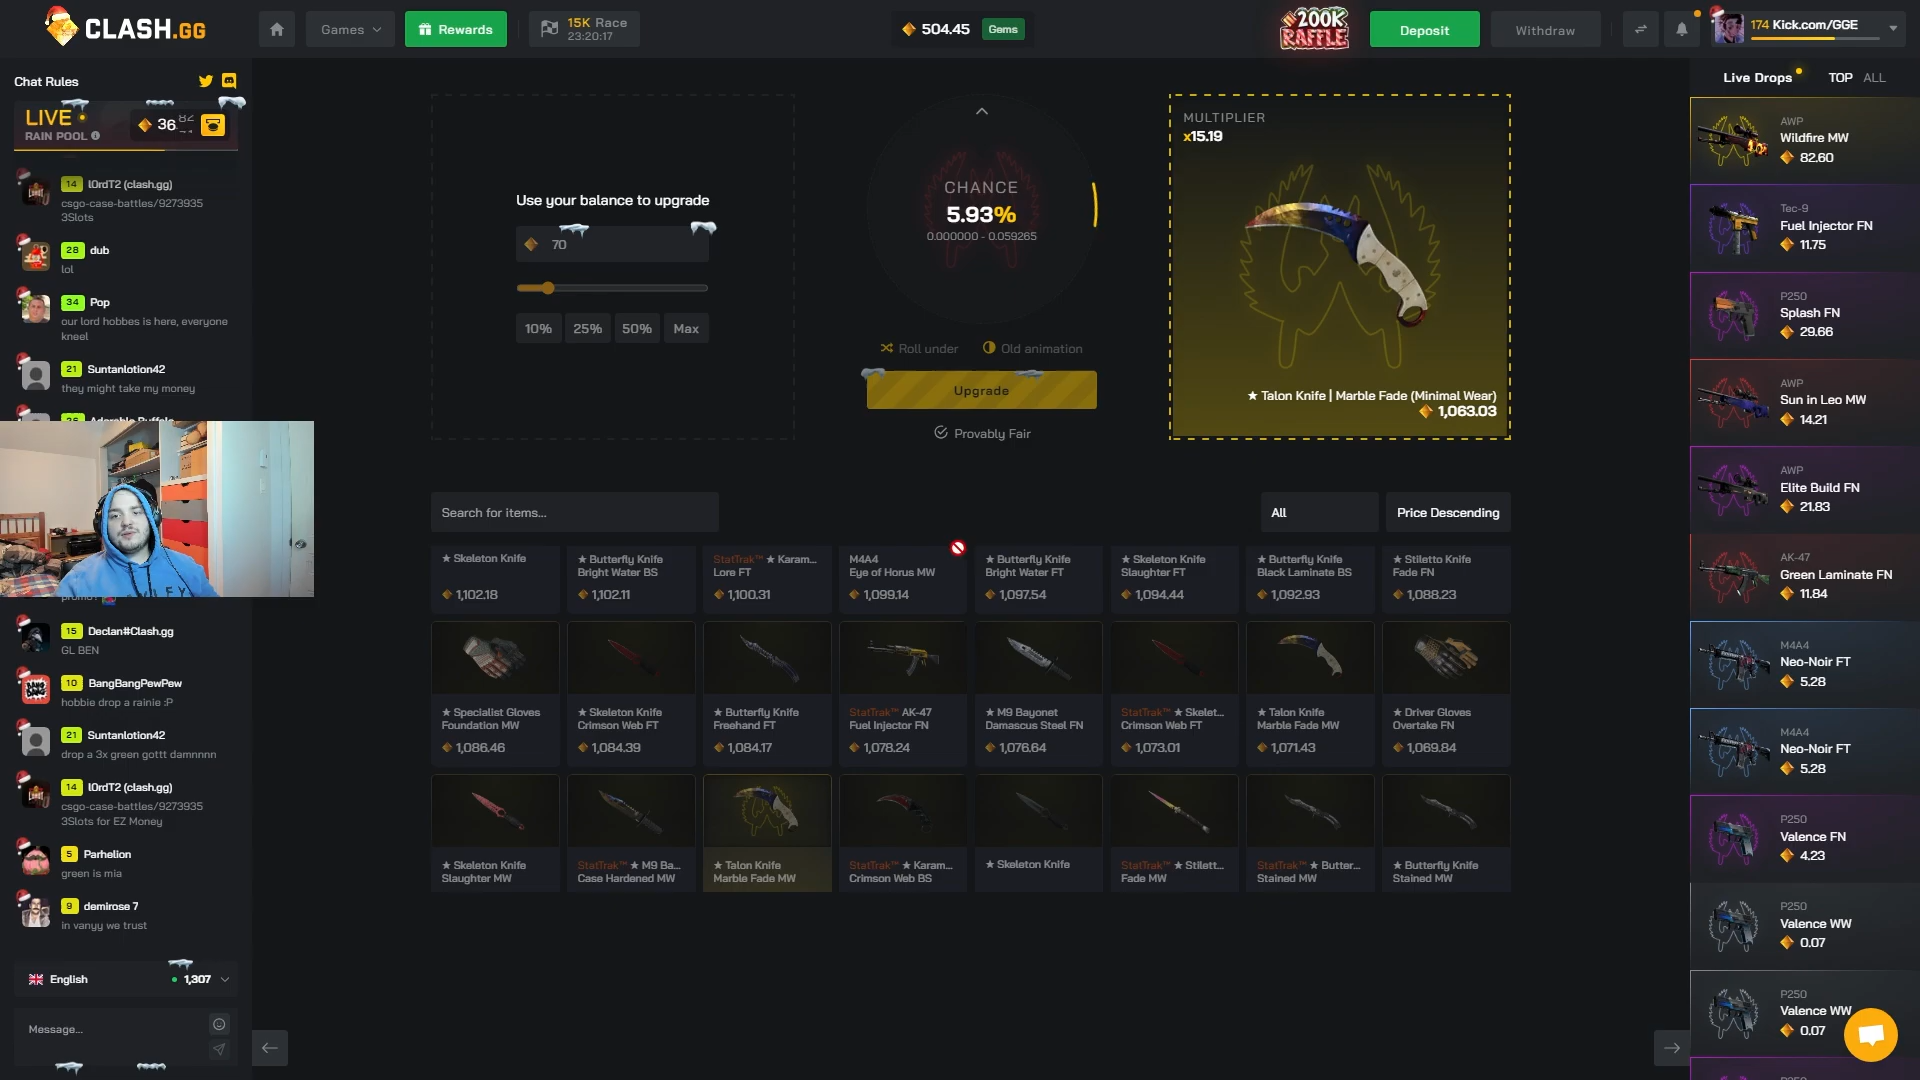 CLASH.GG
Games
Rewards
15K Race
23:20:17
504.45
Gems
200K
RAFFLE
Deposit
Withdraw
174 Kick.com/GGE
Chat Rules
LIVE
RAIN POOL
36
14 l0rdT2 (clash.gg)
csgo-case-battles/9273935
3Slots
28 dub
lol
34 Pop
our lord hobbes is here, everyone
kneel
21 Suntanlotion42
they might take my money
15 Declan#Clash.gg
GL BEN
10 BangBangPewPew
hobbie drop a rainie :P
21 Suntanlotion42
drop a 3x green gottt damnnnn
14 l0rdT2 (clash.gg)
csgo-case-battles/9273935
3Slots for EZ Money
5 Parhelion
green is mia
9 demirose 7
in vanyy we trust
English
1,307
Message...
Use your balance to upgrade
70
10% 25% 50% Max
CHANCE
5.93%
0.000000 - 0.059265
Roll under
Old animation
Upgrade
Provably Fair
MULTIPLIER
x15.19
★ Talon Knife | Marble Fade (Minimal Wear)
1,063.03
Search for items...
All
Price Descending
★ Skeleton Knife
1,102.18
★ Butterfly Knife
Bright Water BS
1,102.11
StatTrak™ ★ Karam...
Lore FT
1,100.31
M4A4
Eye of Horus MW
1,099.14
★ Butterfly Knife
Bright Water FT
1,097.54
★ Skeleton Knife
Slaughter FT
1,094.44
★ Butterfly Knife
Black Laminate BS
1,092.93
★ Stiletto Knife
Fade FN
1,088.23
★ Specialist Gloves
Foundation MW
1,086.46
★ Skeleton Knife
Crimson Web FT
1,084.39
★ Butterfly Knife
Freehand FT
1,084.17
StatTrak™ AK-47
Fuel Injector FN
1,078.24
★ M9 Bayonet
Damascus Steel FN
1,076.64
StatTrak™ ★ Skelet...
Crimson Web FT
1,073.01
★ Talon Knife
Marble Fade MW
1,071.43
★ Driver Gloves
Overtake FN
1,069.84
★ Skeleton Knife
Slaughter MW
StatTrak™ ★ M9 Ba...
Case Hardened MW
★ Talon Knife
Marble Fade MW
StatTrak™ ★ Karam...
Crimson Web BS
★ Skeleton Knife
StatTrak™ ★ Stilett...
Fade MW
StatTrak™ ★ Butter...
Stained MW
★ Butterfly Knife
Stained MW
Live Drops
TOP ALL
AWP
Wildfire MW
82.60
Tec-9
Fuel Injector FN
11.75
P250
Splash FN
29.66
AWP
Sun in Leo MW
14.21
AWP
Elite Build FN
21.83
AK-47
Green Laminate FN
11.84
M4A4
Neo-Noir FT
5.28
M4A4
Neo-Noir FT
5.28
P250
Valence FN
4.23
P250
Valence WW
0.07
P250
Valence WW
0.07